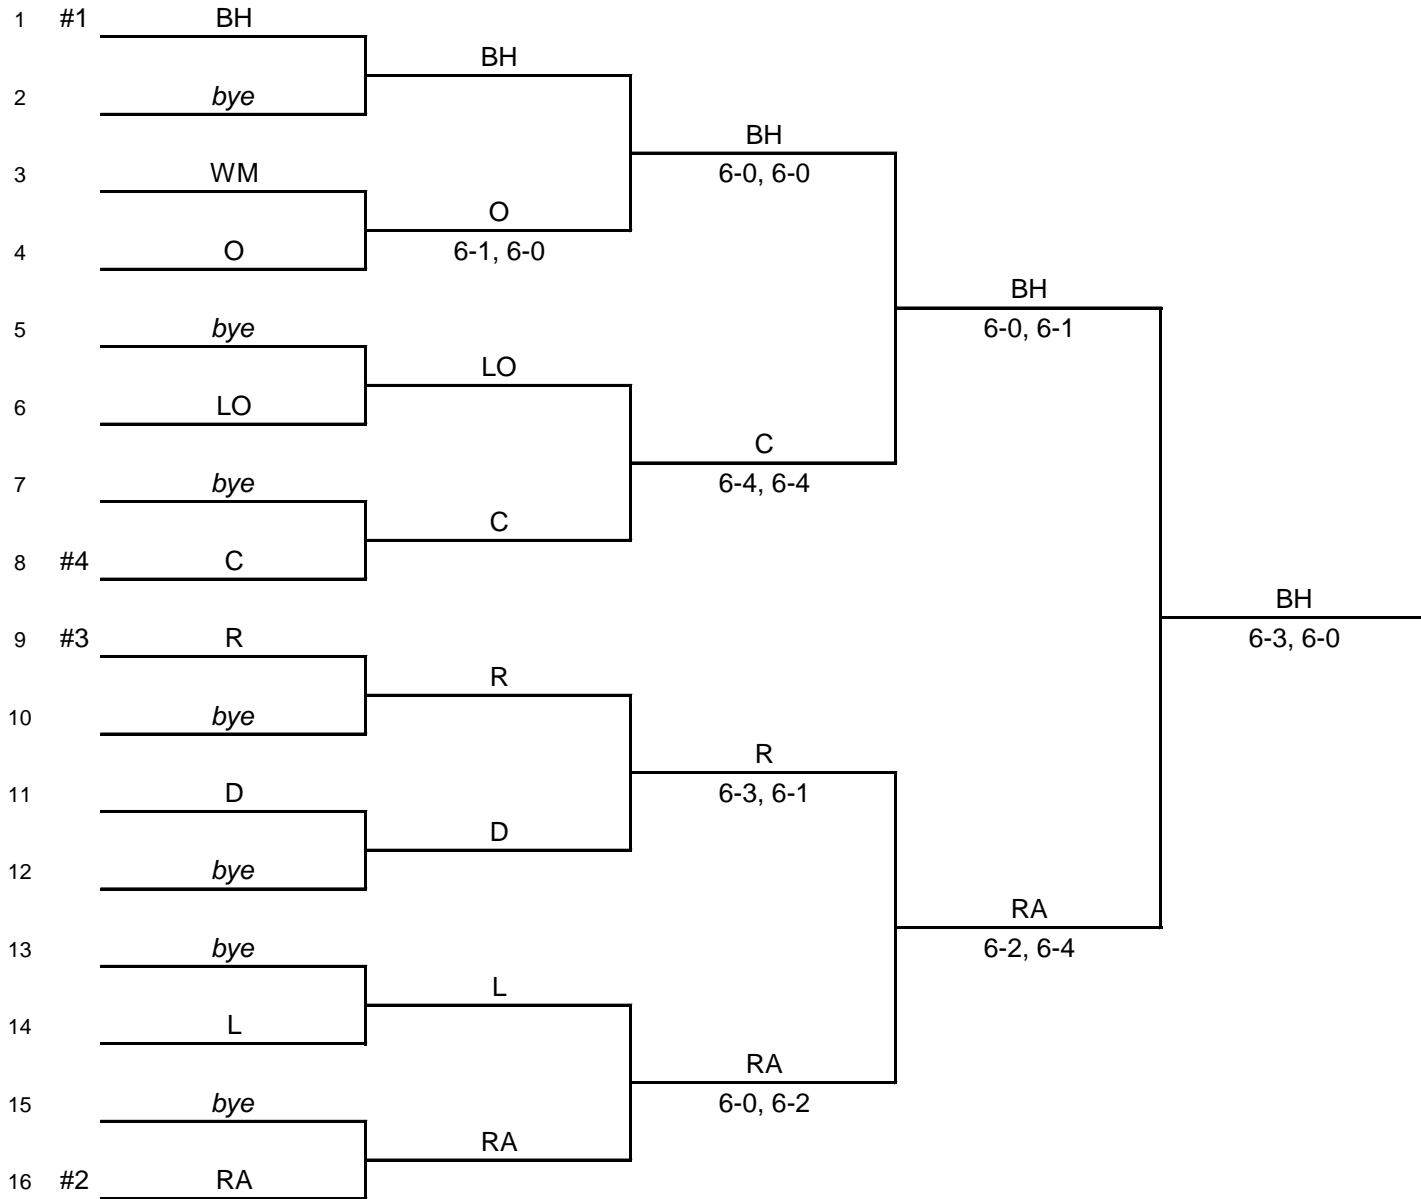 1 #1 BH
BH
2 bye
BH
3 WM
6-0, 6-0
O
4 O
6-1, 6-0
BH
5 bye
6-0, 6-1
LO
6 LO
C
7 bye
6-4, 6-4
C
8 #4 C
BH
9 #3 R
6-3, 6-0
R
10 bye
R
11 D
6-3, 6-1
D
12 bye
RA
13 bye
6-2, 6-4
L
14 L
RA
15 bye
6-0, 6-2
RA
16 #2 RA